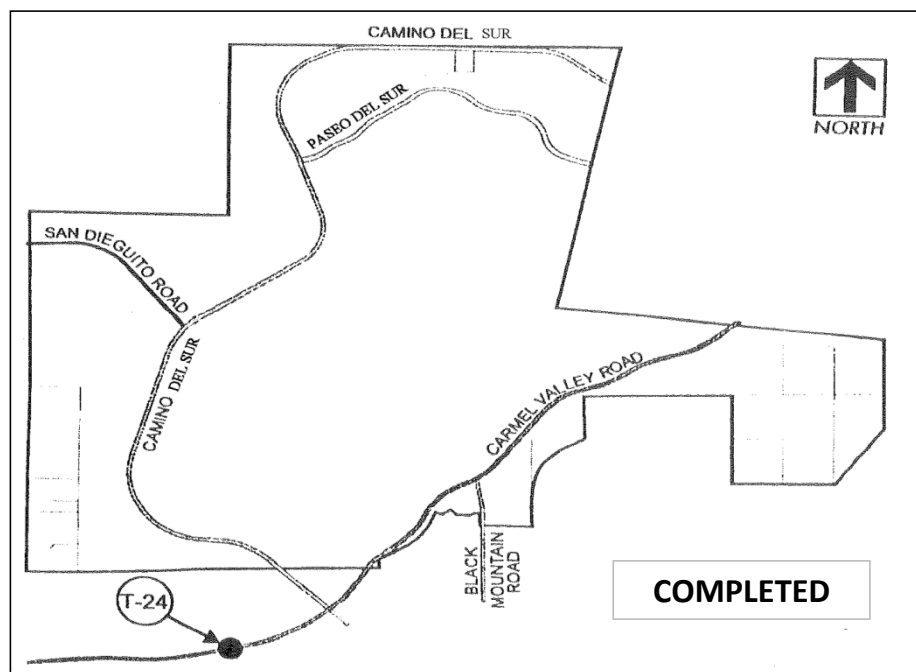 CAMINO DEL SUR
NORTH
PASEO DEL SUR
SAN DIEGUITO ROAD
CAMINO DEL SUR
CARMEL VALLEY ROAD
BLACK
MOUNTAIN
ROAD
COMPLETED
T-24